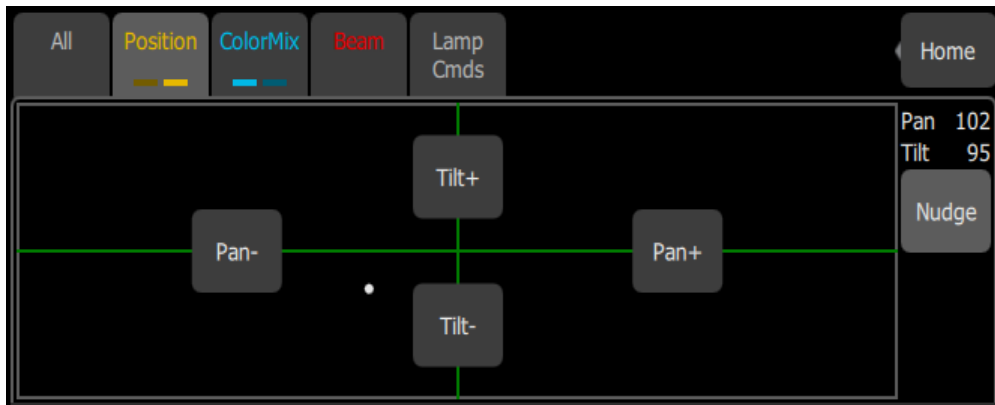 All
Position
ColorMix
Beam
Lamp
Cmds
Home
Pan 102
Tilt 95
Nudge
Tilt+
Pan-
Pan+
Tilt-